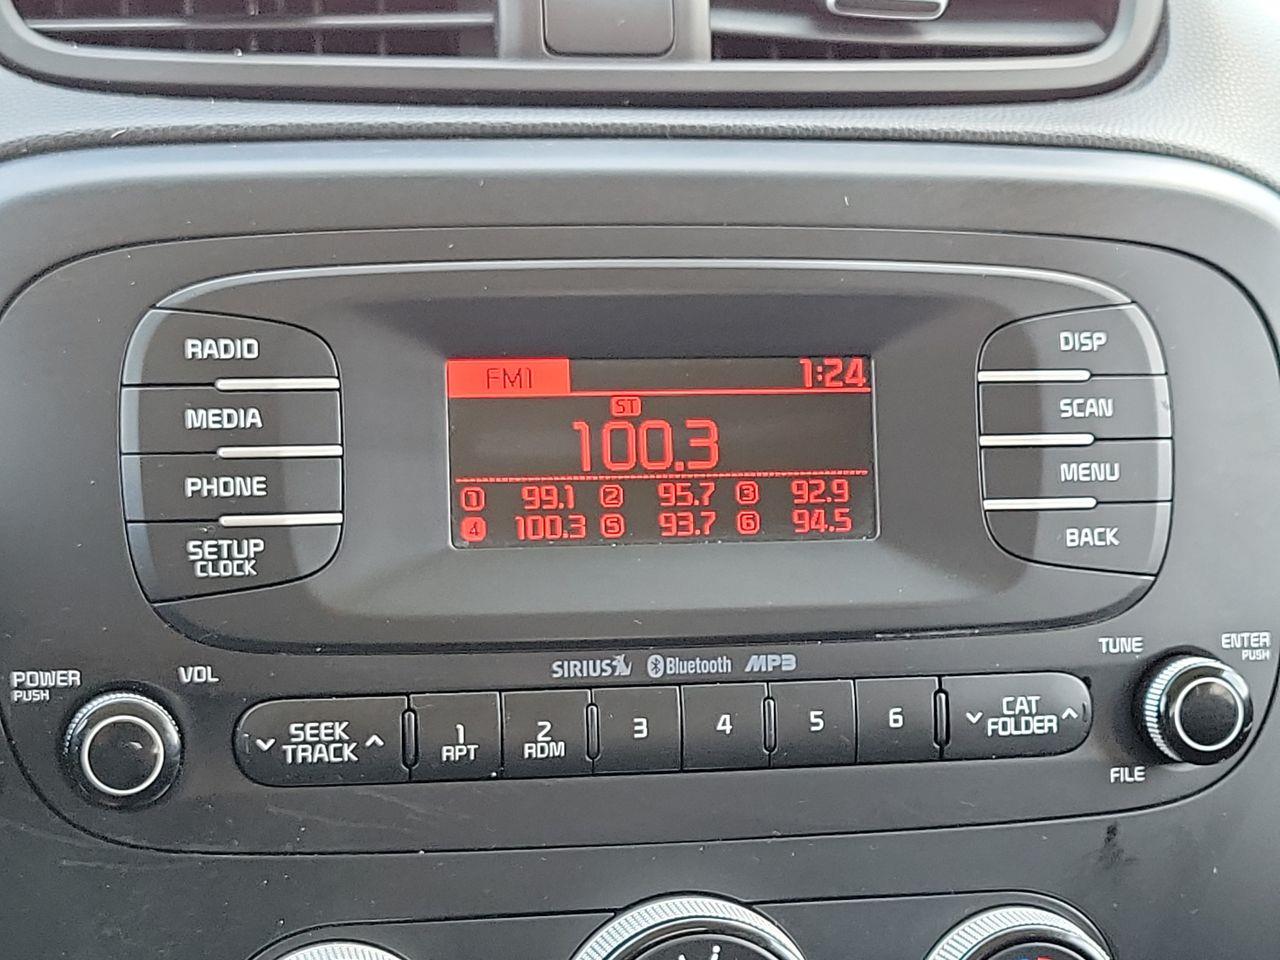 RADIO
MEDIA
PHONE
SETUP
CLOCK
FM1 1:24
ST
100.3
1 99.1 2 95.7 3 92.9
4 100.3 5 93.7 6 94.5
DISP
SCAN
MENU
BACK
POWER
PUSH
VOL
SIRIUS Bluetooth MP3
TUNE
ENTER
PUSH
SEEK
TRACK
1
RPT
2
RDM
3
4
5
6
CAT
FOLDER
FILE